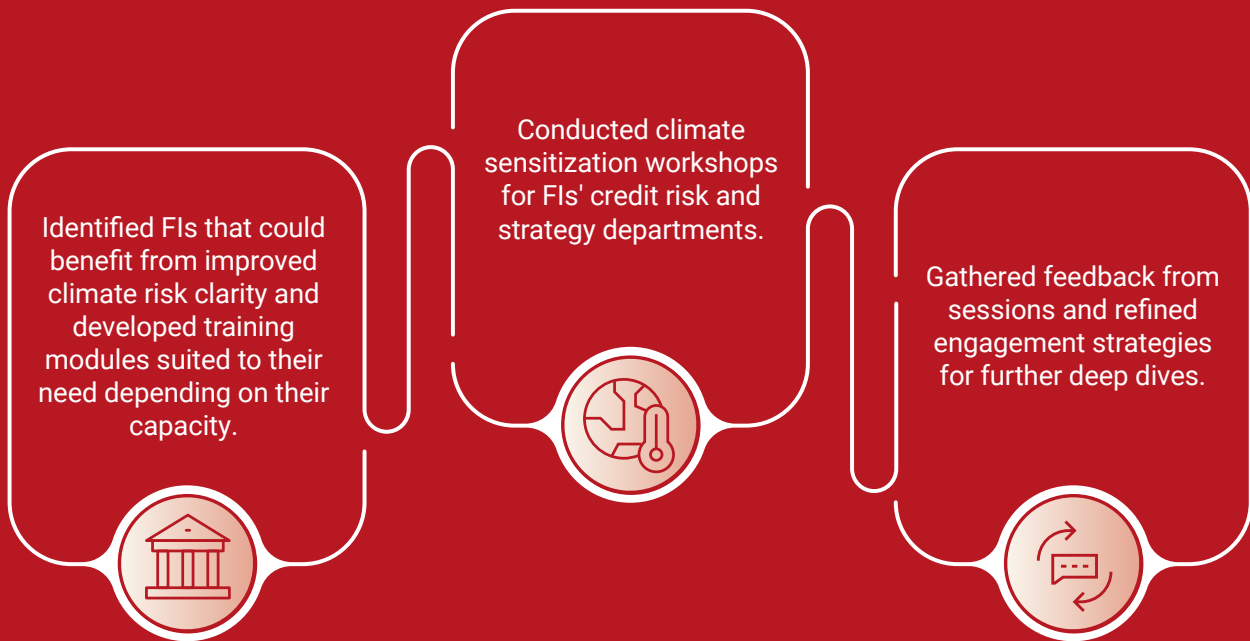 Identified FIs that could
benefit from improved
climate risk clarity and
developed training
modules suited to their
need depending on their
capacity.
Conducted climate
sensitization workshops
for FIs' credit risk and
strategy departments.
Gathered feedback from
sessions and refined
engagement strategies
for further deep dives.